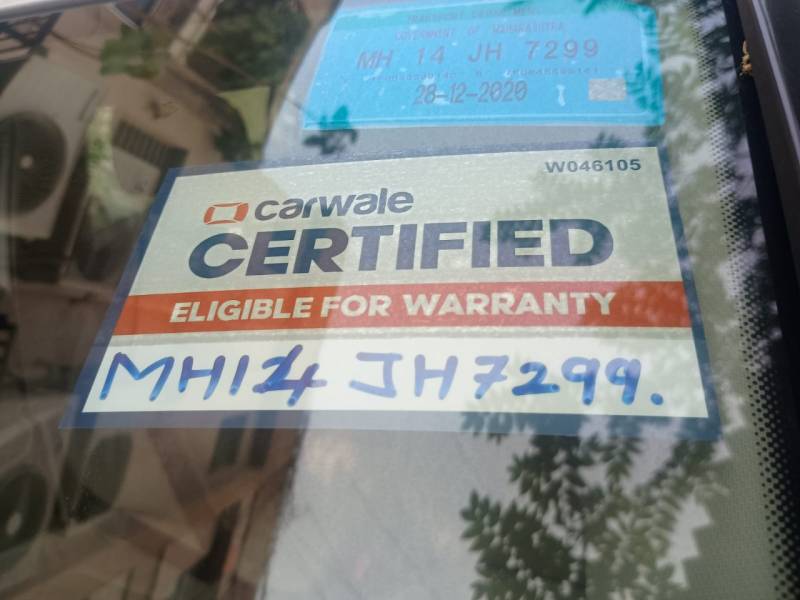 TRANSPORT DEPARTMENT
GOVERNMENT OF MAHARASHTRA
MH 14 JH 7299
28-12-2020
W046105
carwale
CERTIFIED
ELIGIBLE FOR WARRANTY
MH14 JH7299.